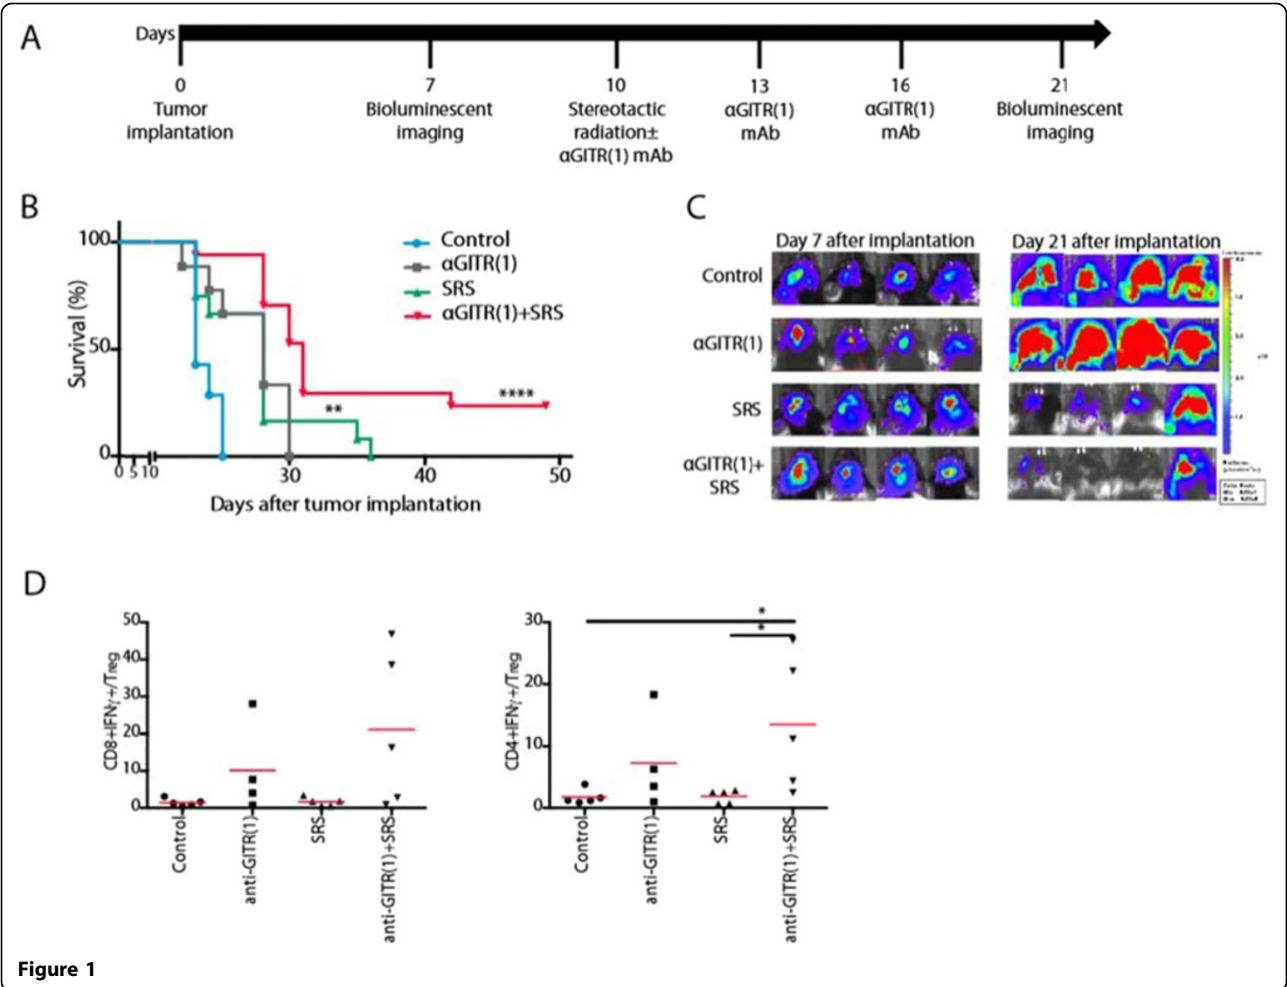 A
Days
0 7 10 13 16 21
Tumor Bioluminescent Stereotactic αGITR(1) αGITR(1) Bioluminescent
implantation imaging radiation± mAb mAb imaging
αGITR(1) mAb
B
100
50
0
Survival (%)
0 5 10 30 40 50
Days after tumor implantation
Control
αGITR(1)
SRS
αGITR(1)+SRS
**
****
C
Day 7 after implantation Day 21 after implantation
Control
αGITR(1)
SRS
αGITR(1)+
SRS
D
50
40
30
20
10
0
CD8+IFNγ+/Treg
Control
anti-GITR(1)
SRS
anti-GITR(1)+SRS
30
20
10
0
CD4+IFNγ+/Treg
*
*
Control
anti-GITR(1)
SRS
anti-GITR(1)+SRS
Figure 1